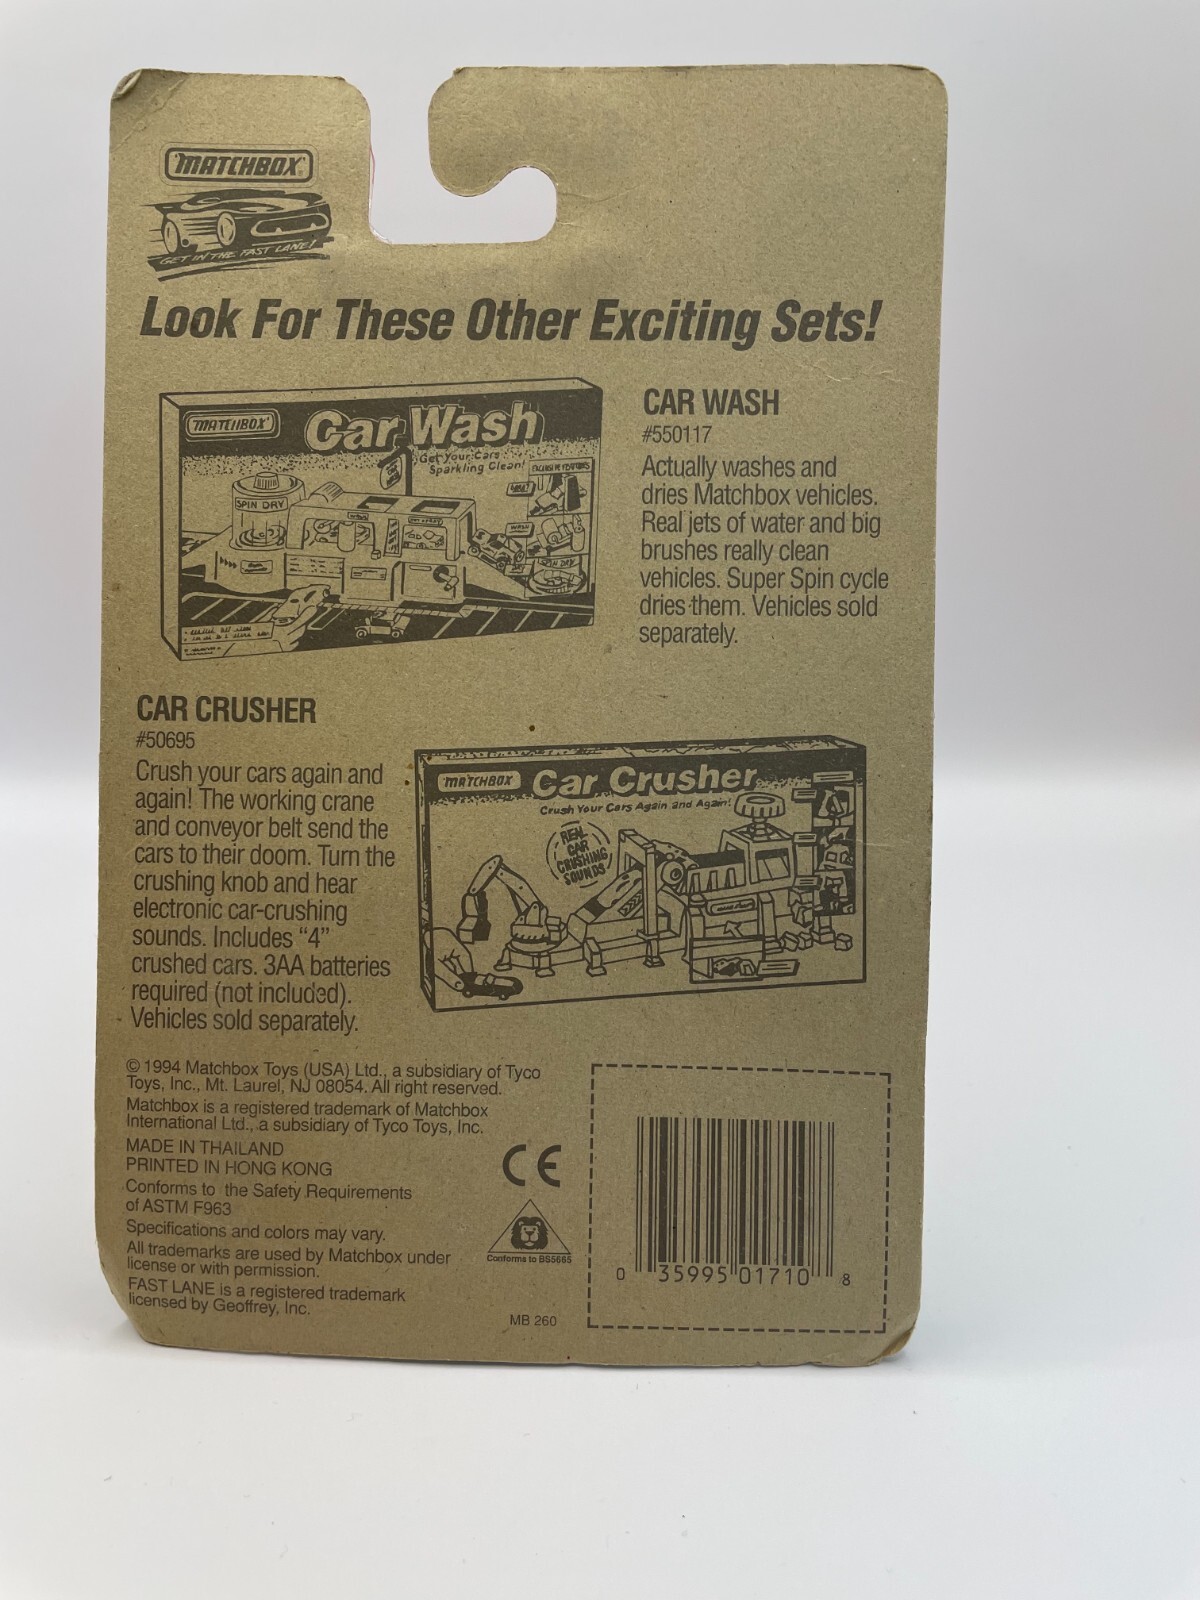 MATCHBOX
GET IN THE FAST LANE!
Look For These Other Exciting Sets!
MATCHBOX
Car Wash
Get Your Cars
Sparkling Clean!
SPIN DRY
WASH
SPIN DRY
CAR WASH
#550117
Actually washes and
dries Matchbox vehicles.
Real jets of water and big
brushes really clean
vehicles. Super Spin cycle
dries them. Vehicles sold
separately.
CAR CRUSHER
#50695
Crush your cars again and
again! The working crane
and conveyor belt send the
cars to their doom. Turn the
crushing knob and hear
electronic car-crushing
sounds. Includes “4”
crushed cars. 3AA batteries
required (not included).
Vehicles sold separately.
MATCHBOX
Car Crusher
Crush Your Cars Again and Again!
REAL
CAR
CRUSHING
SOUNDS
© 1994 Matchbox Toys (USA) Ltd., a subsidiary of Tyco
Toys, Inc., Mt. Laurel, NJ 08054. All right reserved.
Matchbox is a registered trademark of Matchbox
International Ltd., a subsidiary of Tyco Toys, Inc.
MADE IN THAILAND
PRINTED IN HONG KONG
Conforms to the Safety Requirements
of ASTM F963
Specifications and colors may vary.
All trademarks are used by Matchbox under
license or with permission.
FAST LANE is a registered trademark
licensed by Geoffrey, Inc.
CE
Conforms to BS5665
MB 260
0 35995 01710 8